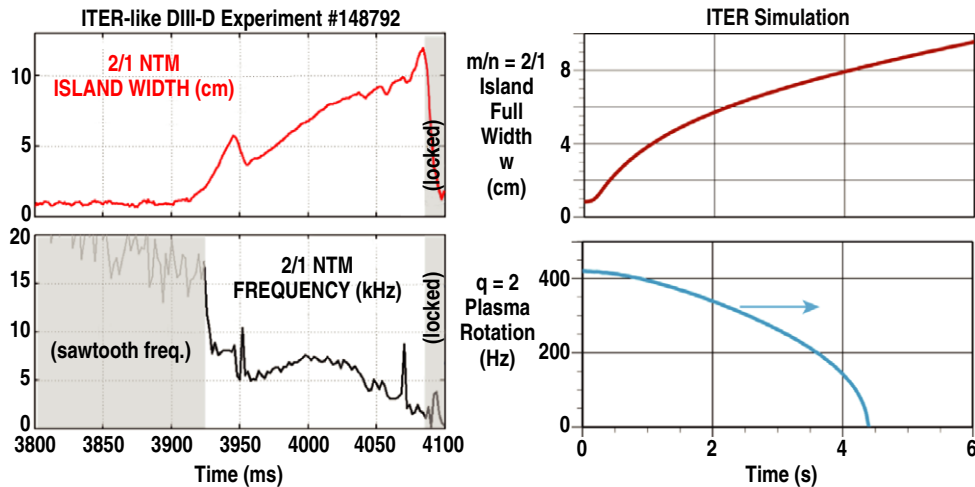 ITER-like DIII-D Experiment #148792
2/1 NTM
ISLAND WIDTH (cm)
10
5
0
(locked)
20
15
10
5
0
2/1 NTM
FREQUENCY (kHz)
(sawtooth freq.)
(locked)
3800 3850 3900 3950 4000 4050 4100
Time (ms)
ITER Simulation
m/n = 2/1
Island
Full
Width
w
(cm)
8
4
0
q = 2
Plasma
Rotation
(Hz)
400
200
0
0 2 4 6
Time (s)